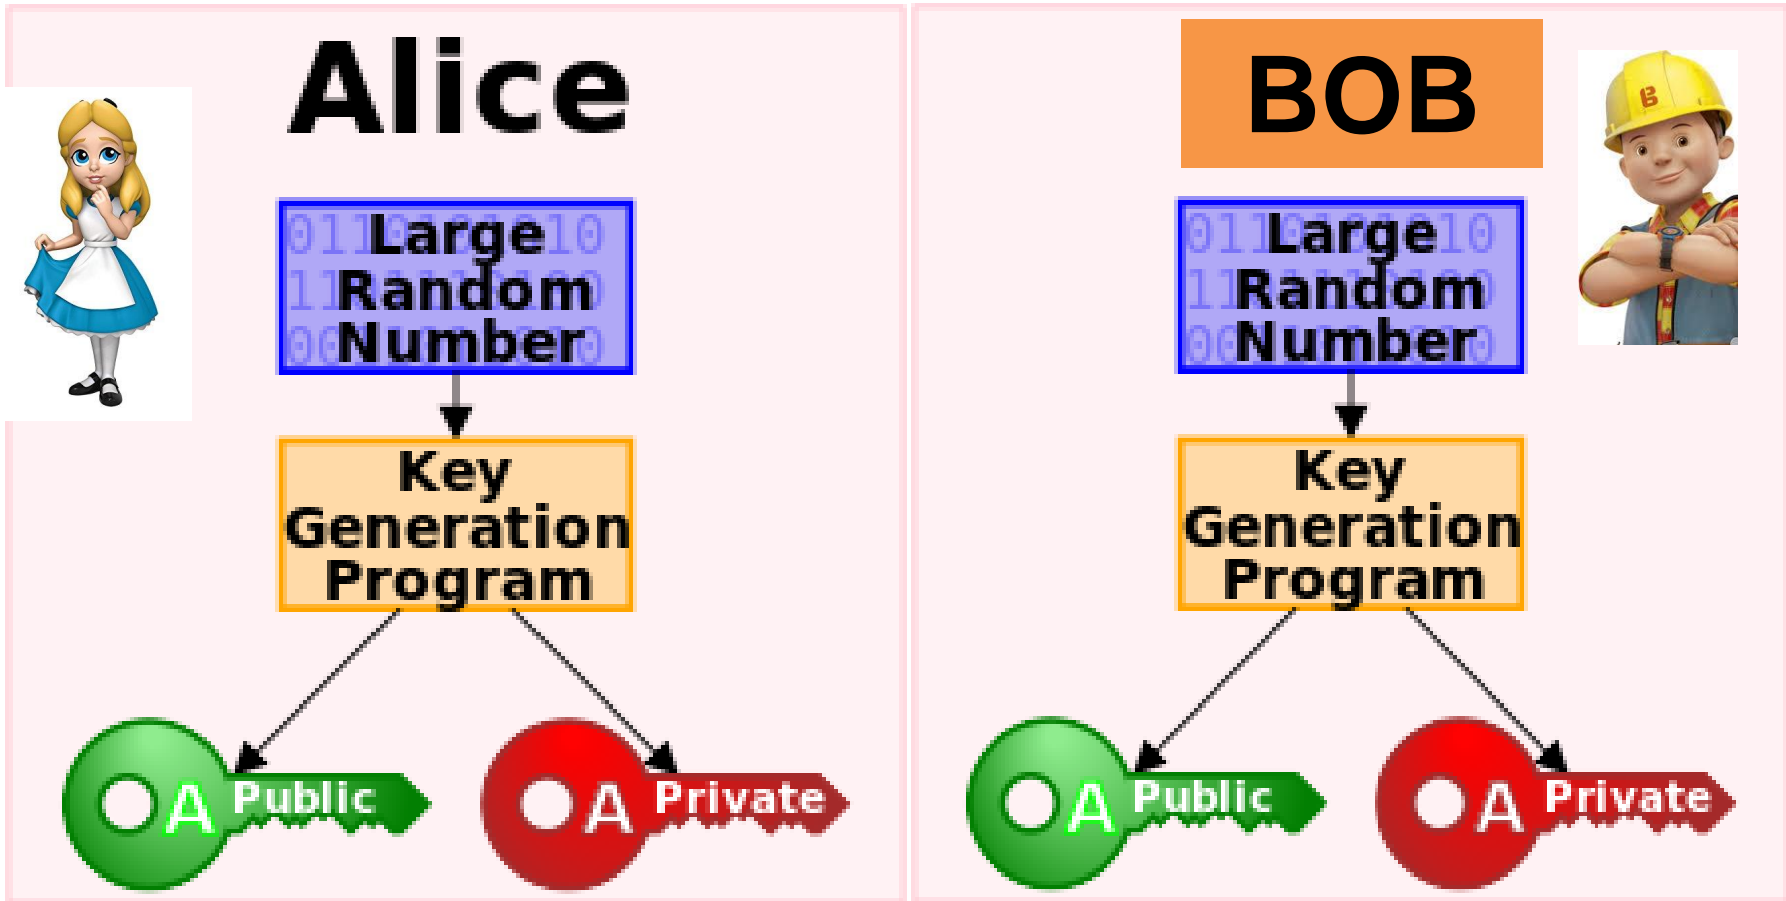 Alice
Large
Random
Number
Key
Generation
Program
A Public
A Private
BOB
B
Large
Random
Number
Key
Generation
Program
A Public
A Private